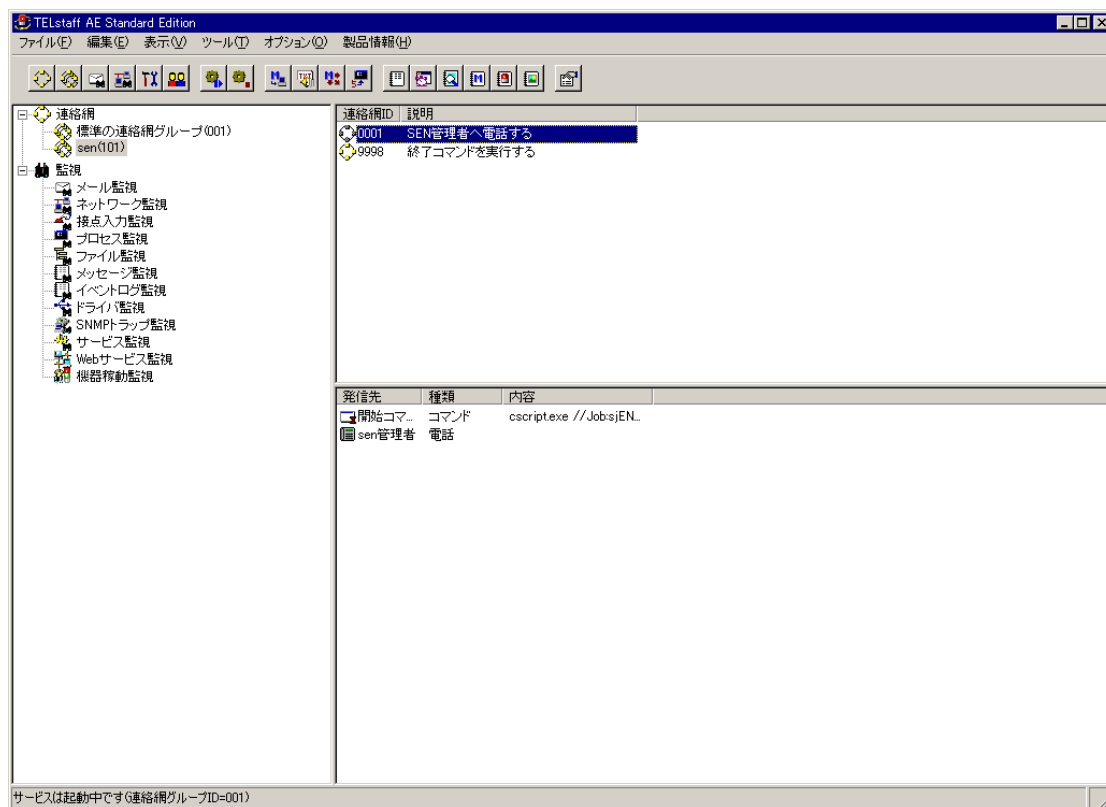 TELstaff AE Standard Edition
ファイル(F) 編集(E) 表示(V) ツール(T) オプション(O) 製品情報(H)
連絡網
標準の連絡網グループ(001)
sen(101)
監視
メール監視
ネットワーク監視
接点入力監視
プロセス監視
ファイル監視
メッセージ監視
イベントログ監視
ドライバ監視
SNMPトラップ監視
サービス監視
Webサービス監視
機器稼動監視
連絡網ID 説明
0001 SEN管理者へ電話する
9998 終了コマンドを実行する
発信先 種類 内容
開始コマ... コマンド cscript.exe //Job:sjEN...
sen管理者 電話
サービスは起動中です(連絡網グループID=001)